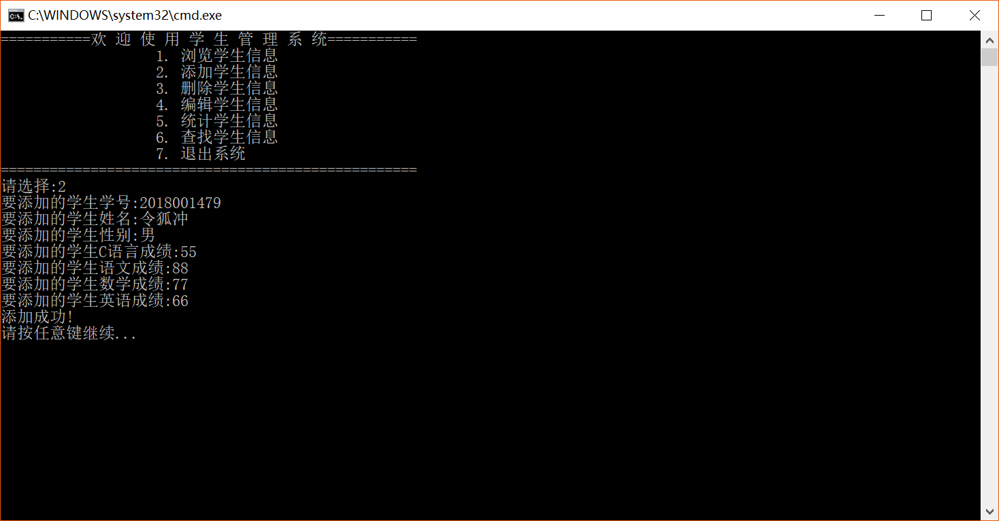 C:\WINDOWS\system32\cmd.exe
===========欢 迎 使 用 学 生 管 理 系 统===========
1. 浏览学生信息
2. 添加学生信息
3. 删除学生信息
4. 编辑学生信息
5. 统计学生信息
6. 查找学生信息
7. 退出系统
===================================================
请选择:2
要添加的学生学号:2018001479
要添加的学生姓名:令狐冲
要添加的学生性别:男
要添加的学生C语言成绩:55
要添加的学生语文成绩:88
要添加的学生数学成绩:77
要添加的学生英语成绩:66
添加成功!
请按任意键继续...